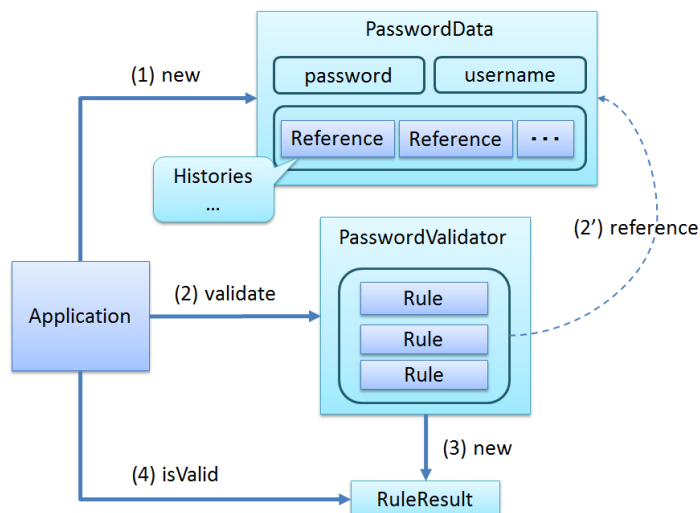 PasswordData
(1) new
password
username
Reference
Reference
···
Histories
...
(2') reference
PasswordValidator
(2) validate
Application
Rule
Rule
Rule
(3) new
(4) isValid
RuleResult